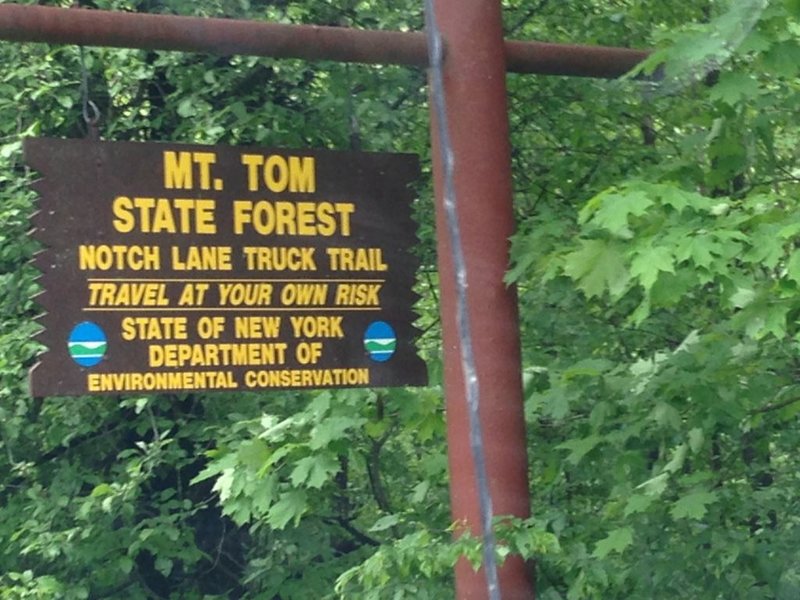 MT. TOM
STATE FOREST
NOTCH LANE TRUCK TRAIL
TRAVEL AT YOUR OWN RISK
STATE OF NEW YORK
DEPARTMENT OF
ENVIRONMENTAL CONSERVATION